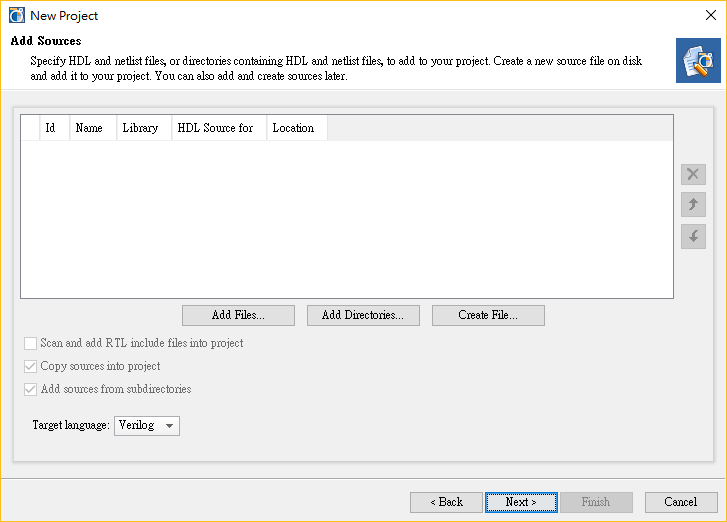 New Project
Add Sources
Specify HDL and netlist files, or directories containing HDL and netlist files, to add to your project. Create a new source file on disk
and add it to your project. You can also add and create sources later.
Id Name Library HDL Source for Location
Add Files... Add Directories... Create File...
Scan and add RTL include files into project
Copy sources into project
Add sources from subdirectories
Target language: Verilog
< Back Next > Finish Cancel